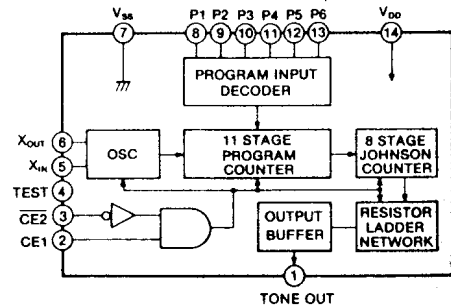 VSS P1 P2 P3 P4 P5 P6 VDD
7 8 9 10 11 12 13 14
PROGRAM INPUT
DECODER
XOUT 6
XIN 5
OSC
11 STAGE
PROGRAM
COUNTER
8 STAGE
JOHNSON
COUNTER
TEST 4
CE2 3
CE1 2
OUTPUT
BUFFER
RESISTOR
LADDER
NETWORK
1
TONE OUT